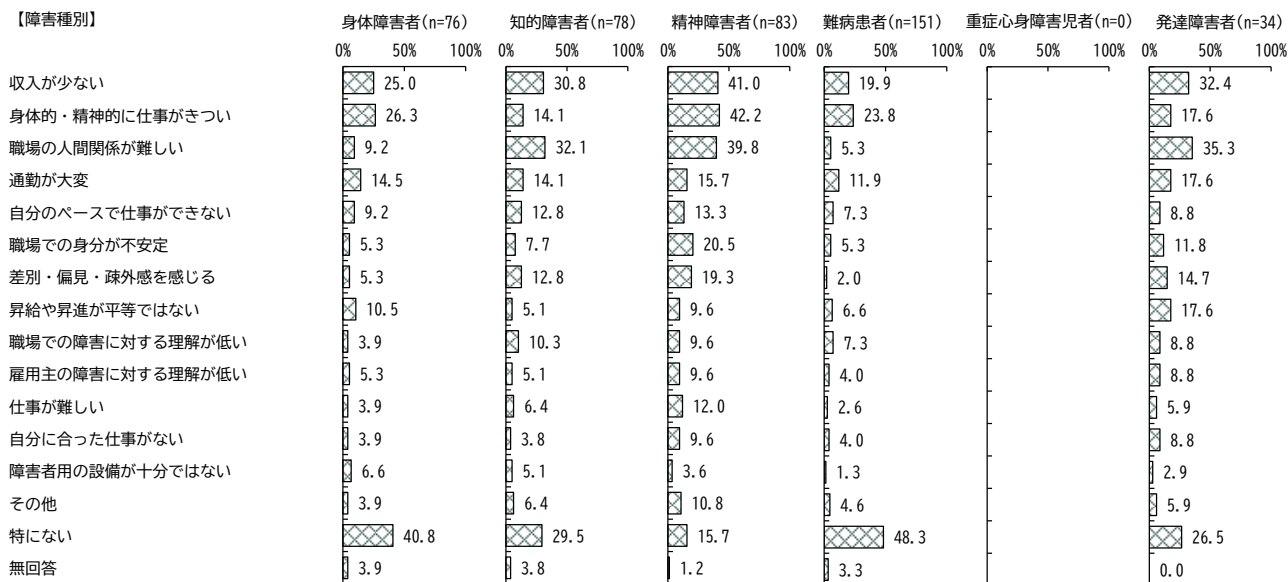 【障害種別】
身体障害者(n=76) 知的障害者(n=78) 精神障害者(n=83) 難病患者(n=151) 重症心身障害児者(n=0) 発達障害者(n=34)
0% 50% 100% 0% 50% 100% 0% 50% 100% 0% 50% 100% 0% 50% 100% 0% 50% 100%
収入が少ない 25.0 30.8 41.0 19.9 32.4
身体的・精神的に仕事がきつい 26.3 14.1 42.2 23.8 17.6
職場の人間関係が難しい 9.2 32.1 39.8 5.3 35.3
通勤が大変 14.5 14.1 15.7 11.9 17.6
自分のペースで仕事ができない 9.2 12.8 13.3 7.3 8.8
職場での身分が不安定 5.3 7.7 20.5 5.3 11.8
差別・偏見・疎外感を感じる 5.3 12.8 19.3 2.0 14.7
昇給や昇進が平等ではない 10.5 5.1 9.6 6.6 17.6
職場での障害に対する理解が低い 3.9 10.3 9.6 7.3 8.8
雇用主の障害に対する理解が低い 5.3 5.1 9.6 4.0 8.8
仕事が難しい 3.9 6.4 12.0 2.6 5.9
自分に合った仕事がない 3.9 3.8 9.6 4.0 8.8
障害者用の設備が十分ではない 6.6 5.1 3.6 1.3 2.9
その他 3.9 6.4 10.8 4.6 5.9
特にない 40.8 29.5 15.7 48.3 26.5
無回答 3.9 3.8 1.2 3.3 0.0